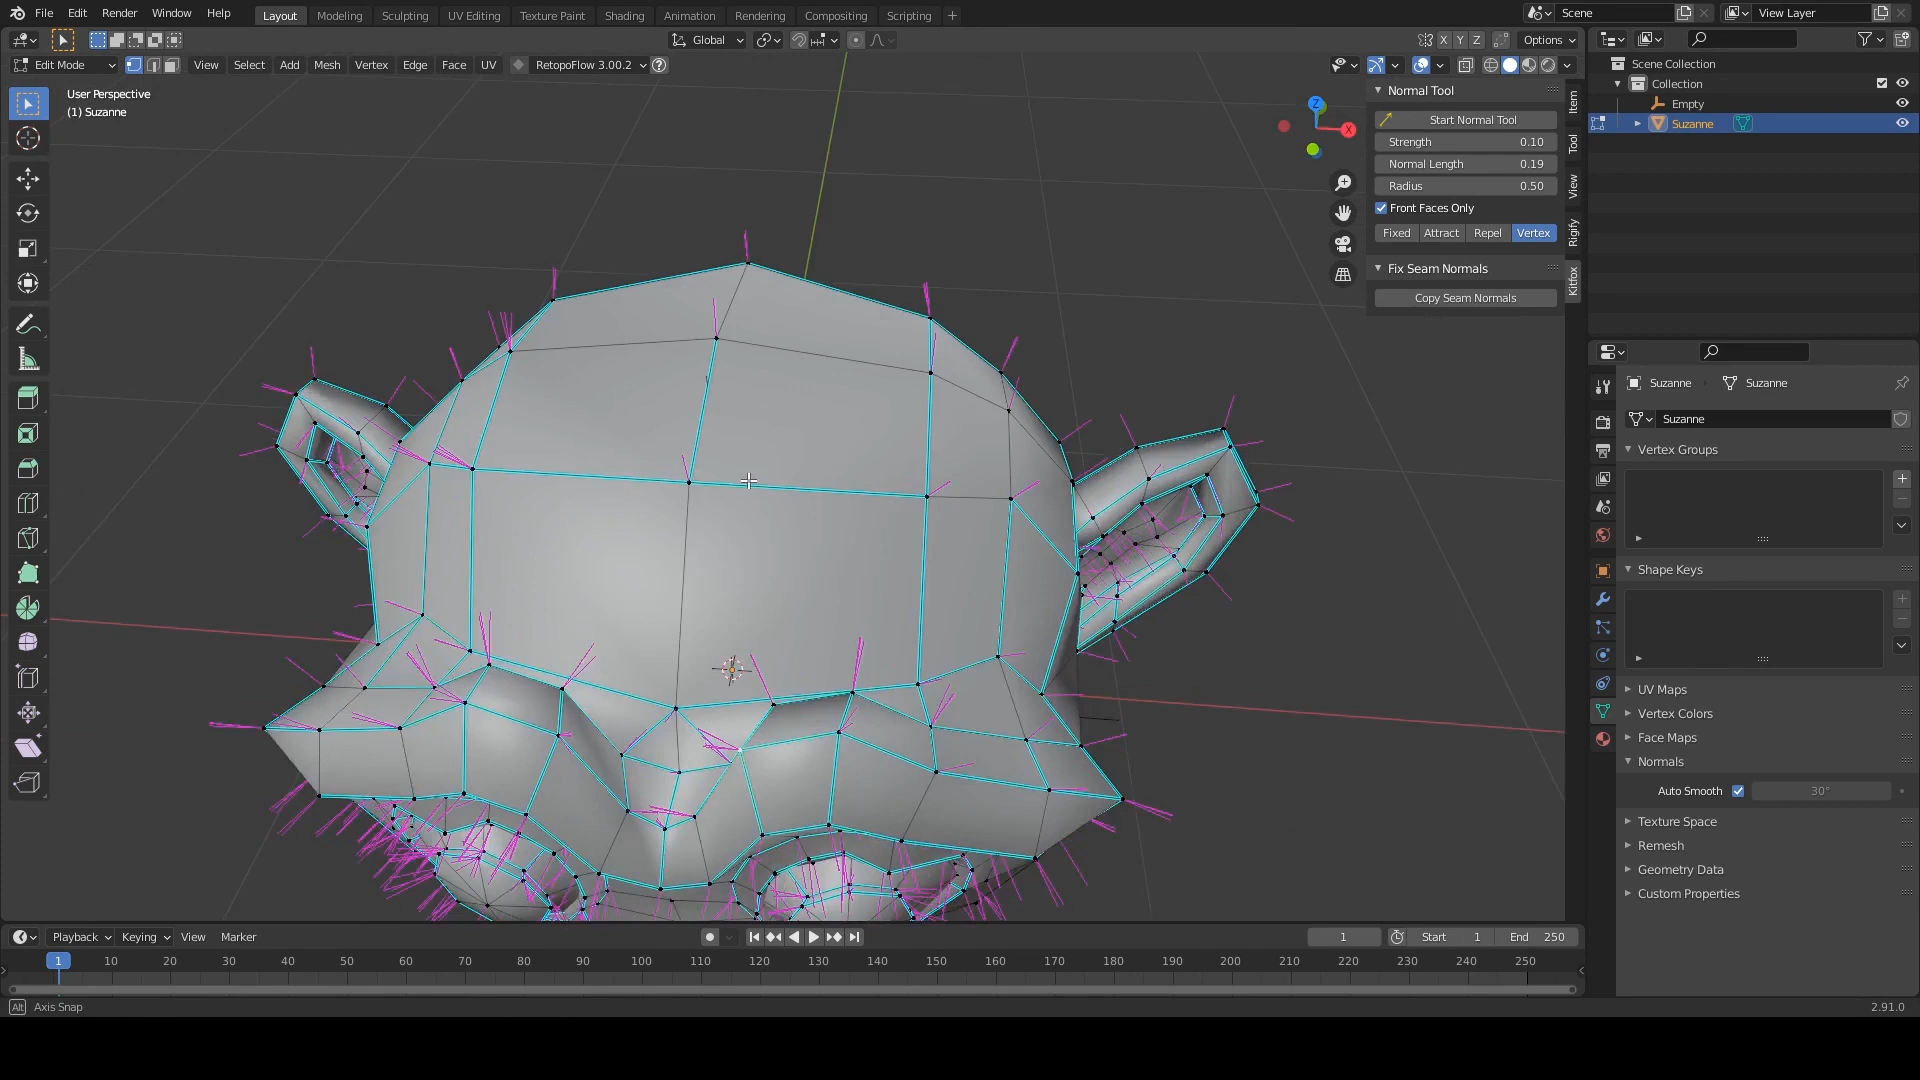 File Edit Render Window Help Layout Modeling Sculpting UV Editing Texture Paint Shading Animation Rendering Compositing Scripting + Scene View Layer
Global X Y Z Options
Edit Mode View Select Add Mesh Vertex Edge Face UV RetopoFlow 3.00.2
User Perspective
(1) Suzanne
Z
X
Normal Tool
Start Normal Tool
Strength 0.10
Normal Length 0.19
Radius 0.50
Front Faces Only
Fixed Attract Repel Vertex
Fix Seam Normals
Copy Seam Normals
Item
Tool
View
Rigify
Kitfox
Scene Collection
Collection
Empty
Suzanne
Suzanne Suzanne
Suzanne
Vertex Groups
Shape Keys
UV Maps
Vertex Colors
Face Maps
Normals
Auto Smooth 30°
Texture Space
Remesh
Geometry Data
Custom Properties
Playback Keying View Marker 1 Start 1 End 250
1 10 20 30 40 50 60 70 80 90 100 110 120 130 140 150 160 170 180 190 200 210 220 230 240 250
Alt Axis Snap 2.91.0